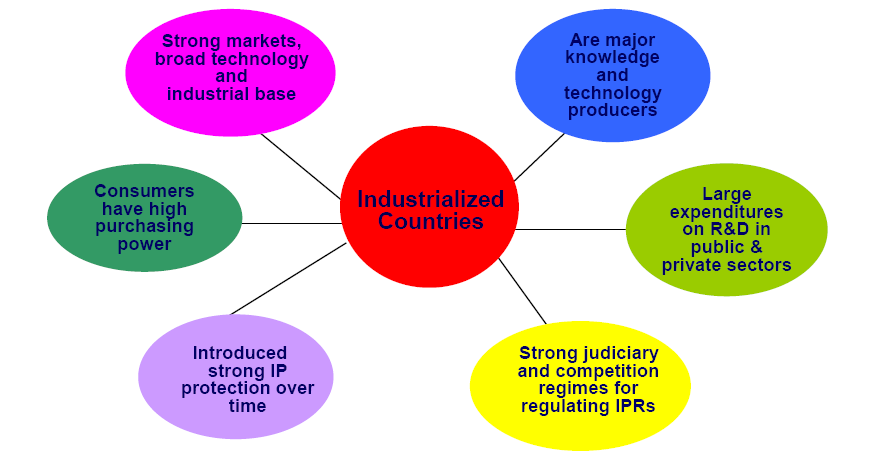 Strong markets,
broad technology
and
industrial base
Are major
knowledge
and
technology
producers
Industrialized
Countries
Consumers
have high
purchasing
power
Large
expenditures
on R&D in
public &
private sectors
Introduced
strong IP
protection over
time
Strong judiciary
and competition
regimes for
regulating IPRs